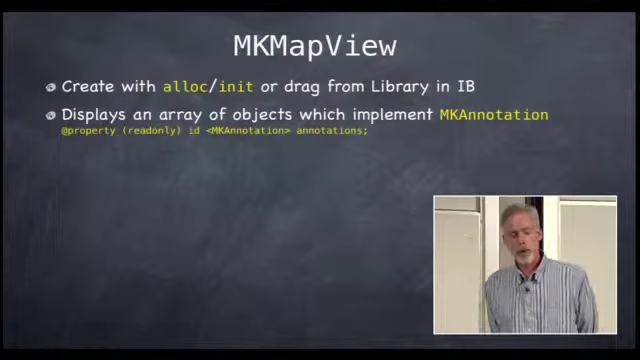 MKMapView
Create with alloc/init or drag from Library in IB
Displays an array of objects which implement MKAnnotation
@property (readonly) id <MKAnnotation> annotations;